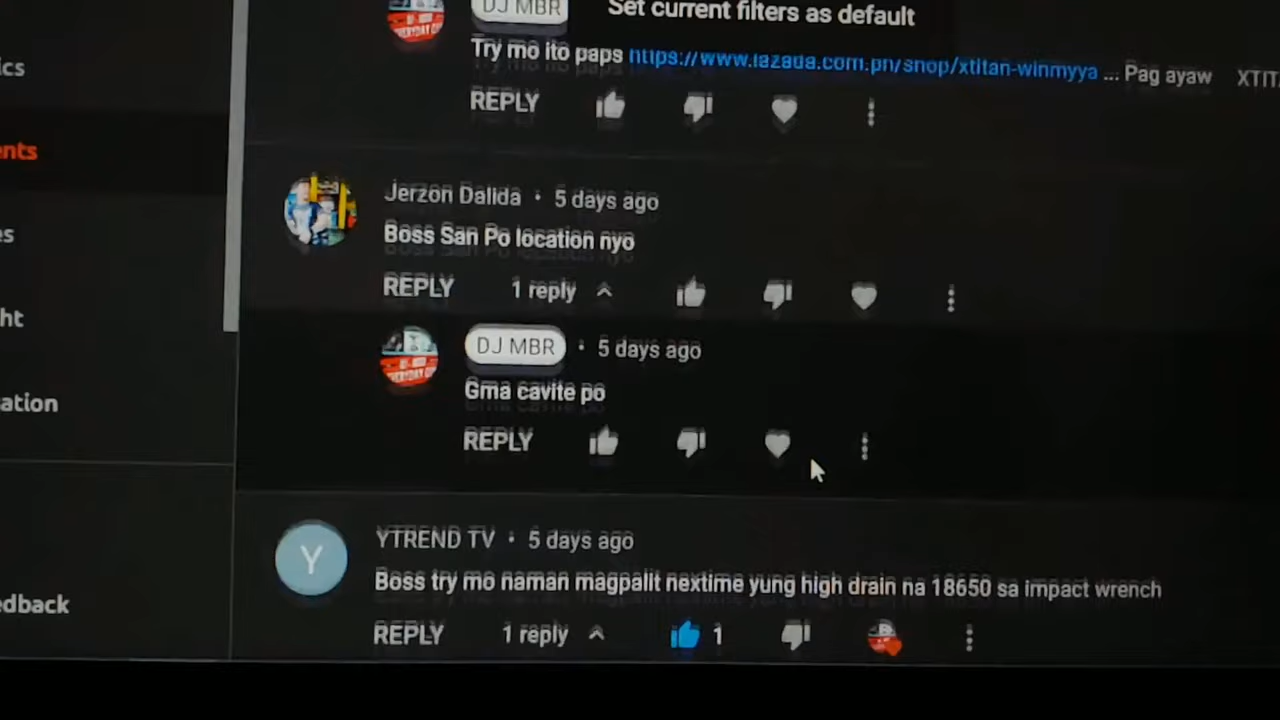 DJ MBR
Set current filters as default
Try mo ito paps https://www.lazada.com.ph/shop/xtitan-winmyya ... Pag ayaw XTIT
REPLY
ics
ents
Jerzon Dalida • 5 days ago
Boss San Po location nyo
REPLY 1 reply
es
ht
DJ MBR • 5 days ago
Gma cavite po
REPLY
ation
Y
YTREND TV • 5 days ago
Boss try mo naman magpalit nextime yung high drain na 18650 sa impact wrench
REPLY 1 reply 1
edback